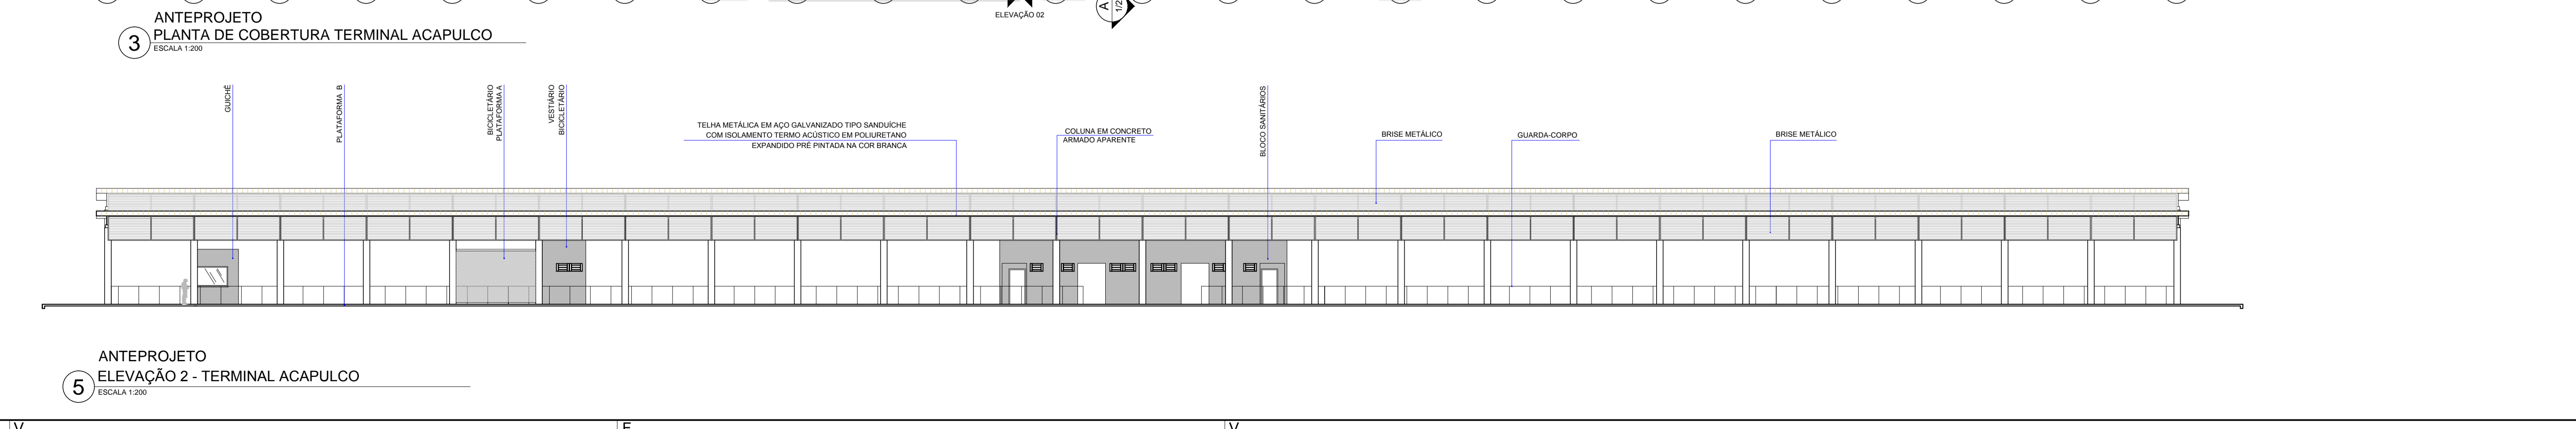 ELEVAÇÃO 02
A
1/2
ANTEPROJETO
3
PLANTA DE COBERTURA TERMINAL ACAPULCO
ESCALA 1:200
GUICHÊ
PLATAFORMA B
BICICLETÁRIO
PLATAFORMA A
VESTIÁRIO
BICICLETÁRIO
TELHA METÁLICA EM AÇO GALVANIZADO TIPO SANDUÍCHE
COM ISOLAMENTO TERMO ACÚSTICO EM POLIURETANO
EXPANDIDO PRÉ PINTADA NA COR BRANCA
COLUNA EM CONCRETO
ARMADO APARENTE
BLOCO SANITÁRIOS
BRISE METÁLICO
GUARDA-CORPO
BRISE METÁLICO
ANTEPROJETO
5
ELEVAÇÃO 2 - TERMINAL ACAPULCO
ESCALA 1:200